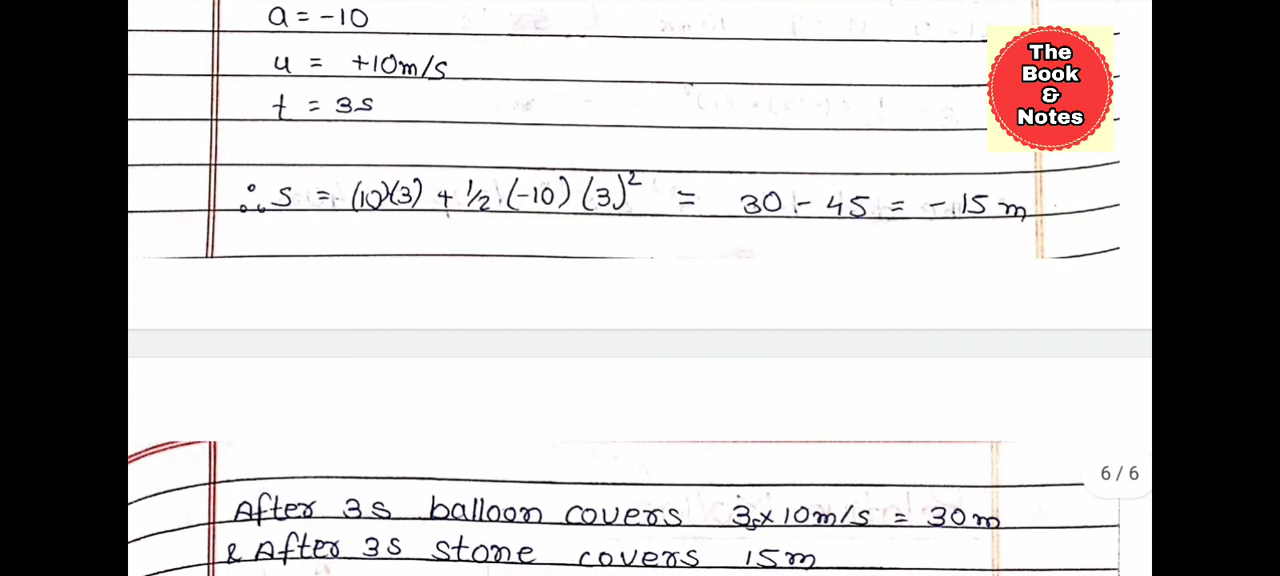 a = -10
u = +10m/s
t = 3s
The
Book
&
Notes
∴ s = (10)(3) + 1/2 (-10) (3)² = 30 - 45 = -15 m
6 / 6
After 3s balloon covers 3s x 10m/s = 30m
& After 3s stone covers 15m